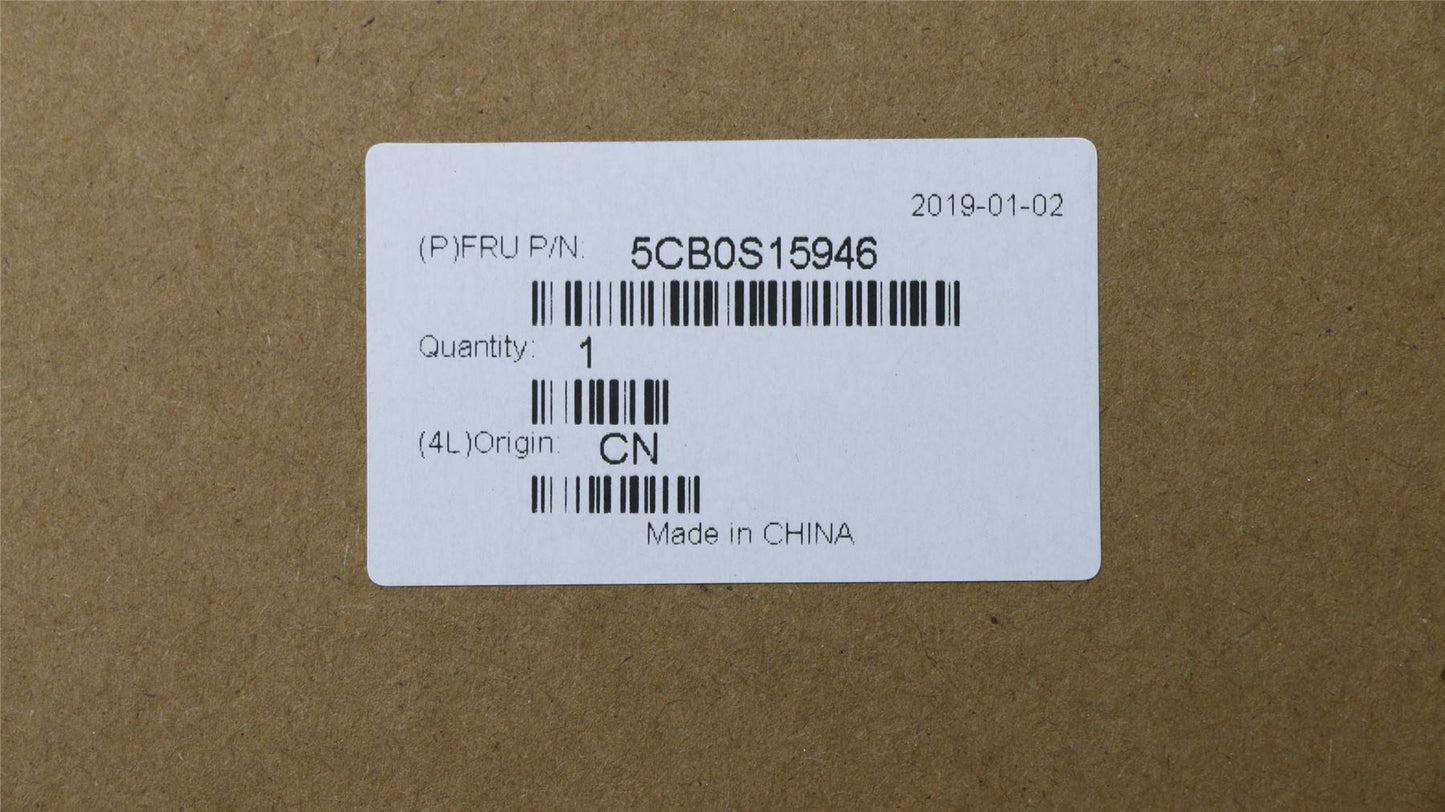 2019-01-02
(P)FRU P/N: 5CB0S15946
Quantity: 1
(4L)Origin: CN
Made in CHINA